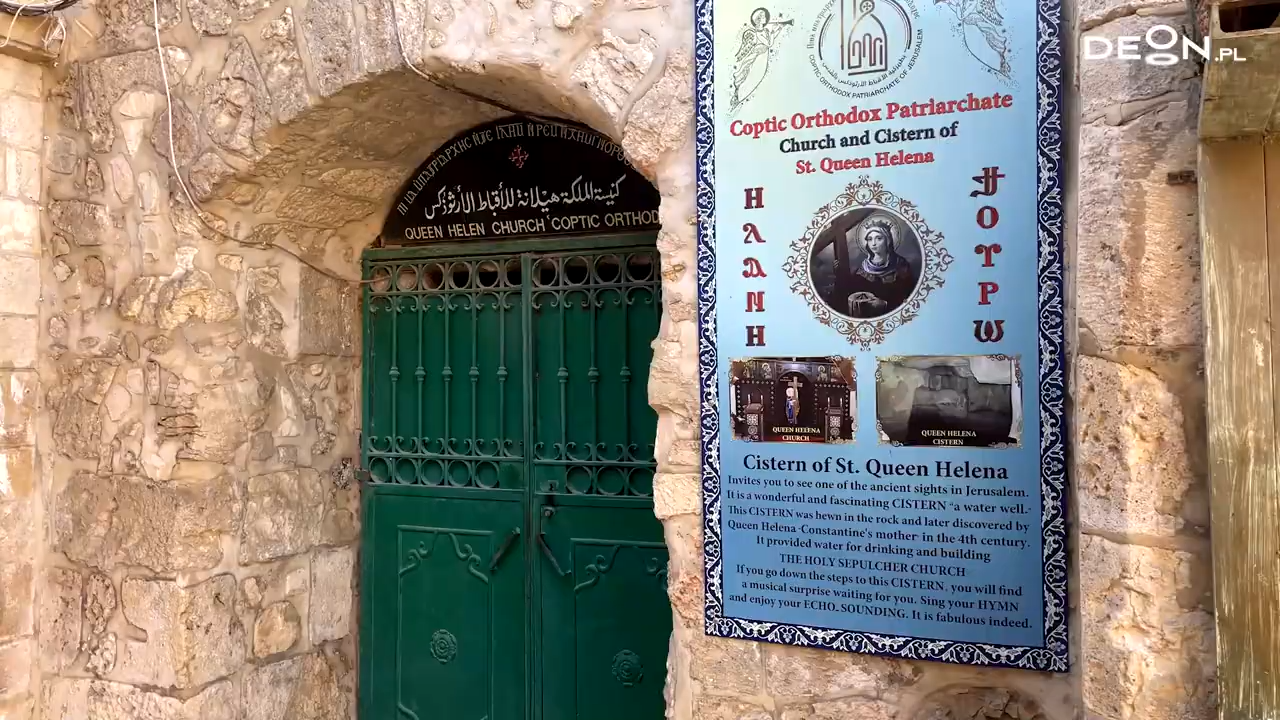 DEON.PL
COPTIC ORTHODOX PATRIARCHATE OF JERUSALEM
Coptic Orthodox Patriarchate
Church and Cistern of
St. Queen Helena
كنيسة الملكة هيلانة للأقباط الأرثوذكس
QUEEN HELEN CHURCH COPTIC ORTHOD
QUEEN HELENA
CHURCH
QUEEN HELENA
CISTERN
Cistern of St. Queen Helena
Invites you to see one of the ancient sights in Jerusalem.
It is a wonderful and fascinating CISTERN "a water well."
This CISTERN was hewn in the rock and later discovered by
Queen Helena -Constantine's mother- in the 4th century.
It provided water for drinking and building
THE HOLY SEPULCHER CHURCH
If you go down the steps to this CISTERN, you will find
a musical surprise waiting for you. Sing your HYMN
and enjoy your ECHO. SOUNDING. It is fabulous indeed.